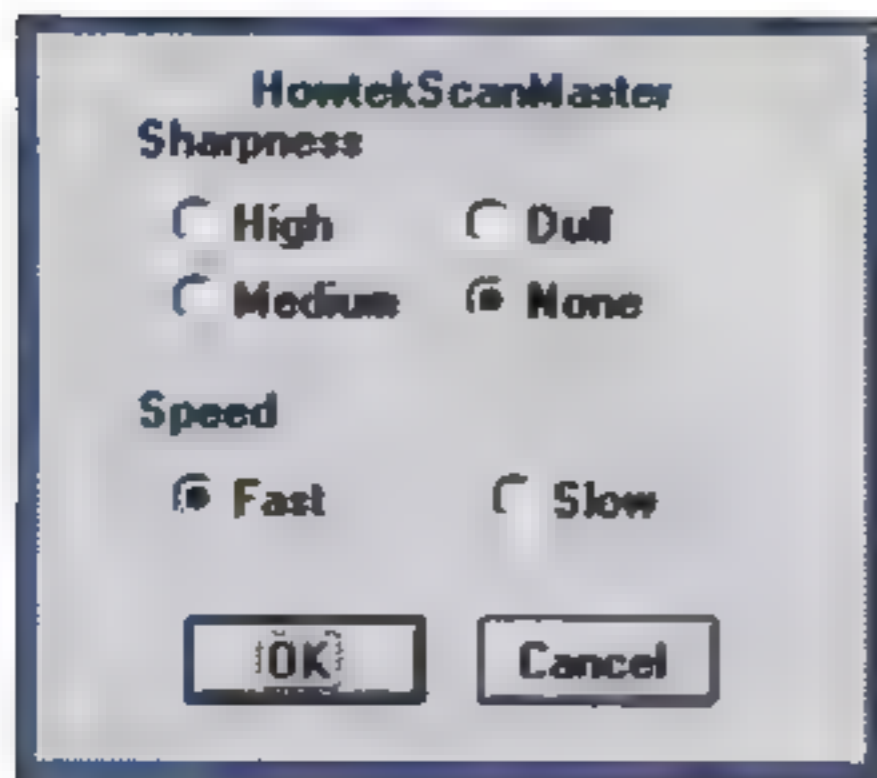 HowtekScanMaster
Sharpness
High Dull
Medium None
Speed
Fast Slow
OK Cancel